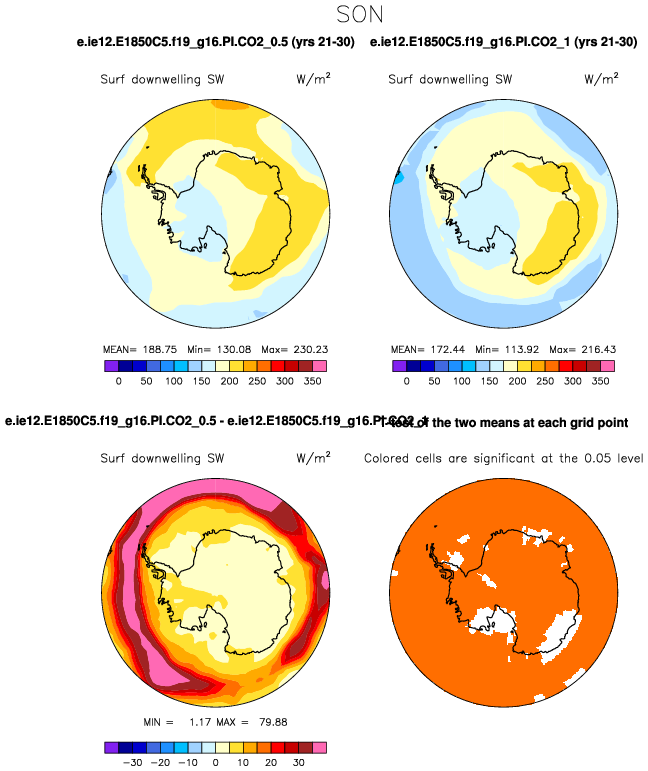 SON
e.ie12.E1850C5.f19_g16.PI.CO2_0.5 (yrs 21-30)
e.ie12.E1850C5.f19_g16.PI.CO2_1 (yrs 21-30)
Surf downwelling SW W/m²
Surf downwelling SW W/m²
MEAN= 188.75 Min= 130.08 Max= 230.23
MEAN= 172.44 Min= 113.92 Max= 216.43
0 50 100 150 200 250 300 350
0 50 100 150 200 250 300 350
e.ie12.E1850C5.f19_g16.PI.CO2_0.5 - e.ie12.E1850C5.f19_g16.PI.CO2_1
T-test of the two means at each grid point
Surf downwelling SW W/m²
Colored cells are significant at the 0.05 level
MIN = 1.17 MAX = 79.88
-30 -20 -10 0 10 20 30